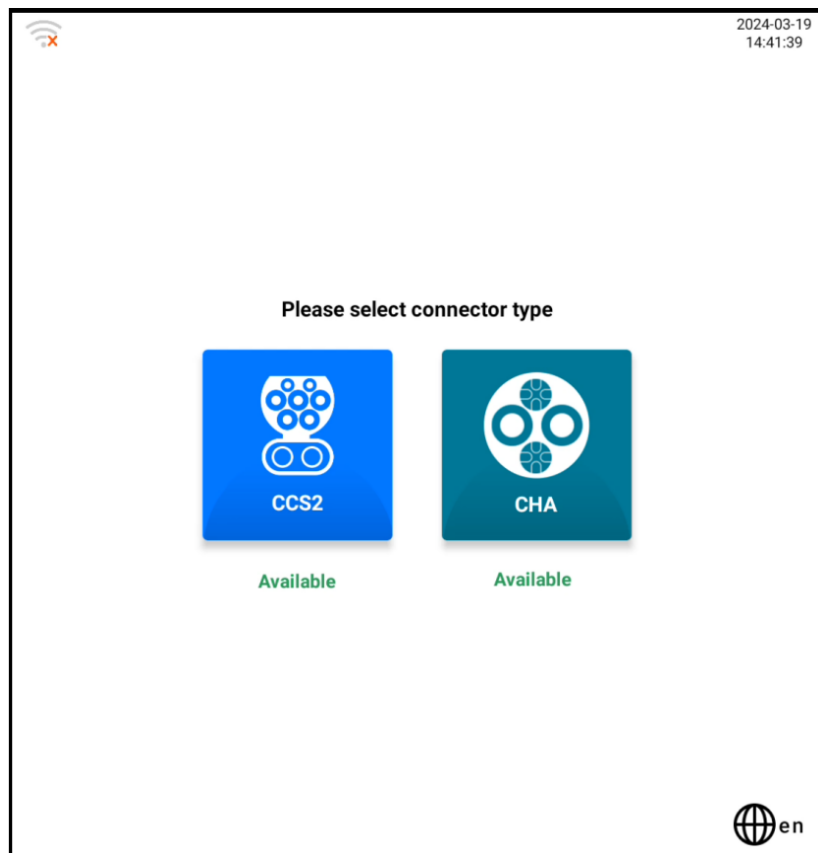 2024-03-19
14:41:39
Please select connector type
CCS2
CHA
Available
Available
en